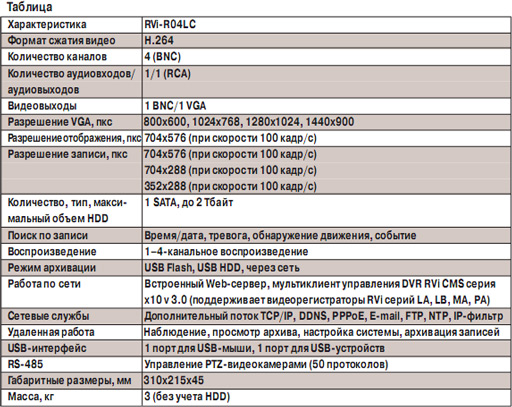 Таблица
Характеристика RVi-R04LC
Формат сжатия видео H.264
Количество каналов 4 (BNC)
Количество аудиовходов/ 1/1 (RCA)
аудиовыходов
Видеовыходы 1 BNC/1 VGA
Разрешение VGA, пкс 800x600, 1024x768, 1280x1024, 1440x900
Разрешение отображения, пкс 704x576 (при скорости 100 кадр/с)
Разрешение записи, пкс 704x576 (при скорости 100 кадр/с)
704x288 (при скорости 100 кадр/с)
352x288 (при скорости 100 кадр/с)
Количество, тип, макси- 1 SATA, до 2 Тбайт
мальный объем HDD
Поиск по записи Время/дата, тревога, обнаружение движения, событие
Воспроизведение 1–4-канальное воспроизведение
Режим архивации USB Flash, USB HDD, через сеть
Работа по сети Встроенный Web-сервер, мультиклиент управления DVR RVi CMS серия
x10 v 3.0 (поддерживает видеорегистраторы RVi серий LA, LB, MA, PA)
Сетевые службы Дополнительный поток TCP/IP, DDNS, PPPoE, E-mail, FTP, NTP, IP-фильтр
Удаленная работа Наблюдение, просмотр архива, настройка системы, архивация записей
USB-интерфейс 1 порт для USB-мыши, 1 порт для USB-устройств
RS-485 Управление PTZ-видеокамерами (50 протоколов)
Габаритные размеры, мм 310x215x45
Масса, кг 3 (без учета HDD)